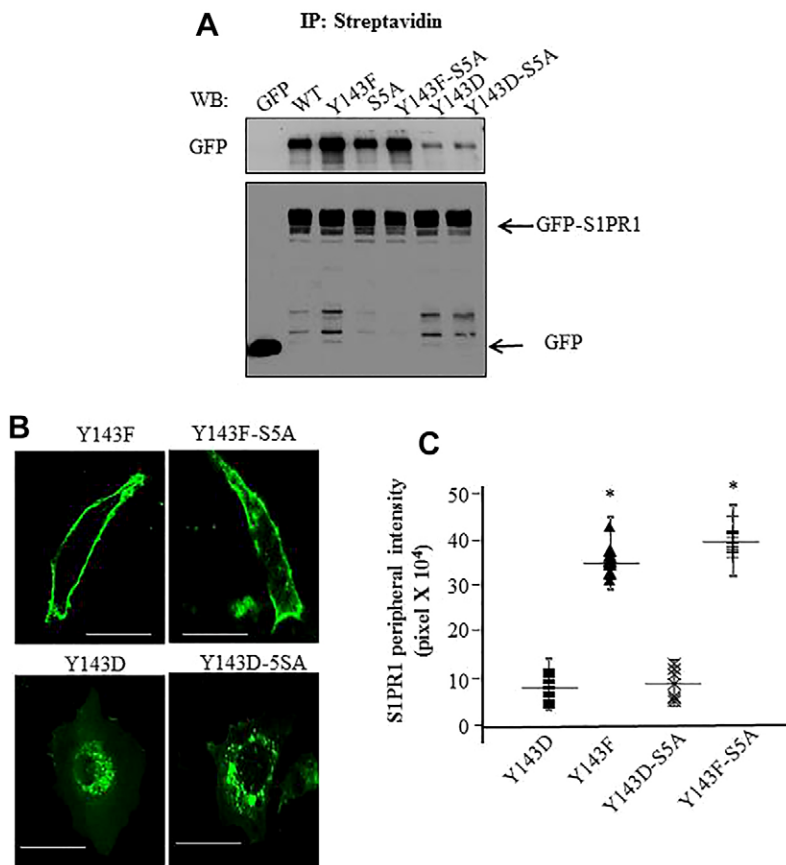 A
IP: Streptavidin
WB:
GFP
WT
Y143F
S5A
Y143F-S5A
Y143D
Y143D-S5A
GFP
GFP-S1PR1
GFP
B
Y143F
Y143F-S5A
Y143D
Y143D-5SA
C
S1PR1 peripheral intensity
(pixel X 10⁴)
50
40
30
20
10
0
*
*
Y143D
Y143F
Y143D-S5A
Y143F-S5A